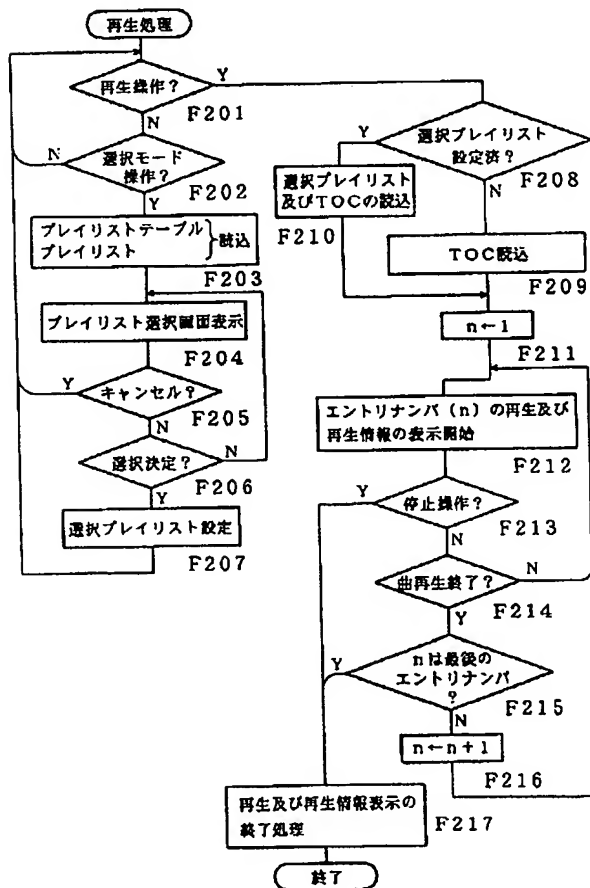 再生処理
再生操作?
Y
F201
N
選択モード
操作?
N
F202
Y
プレイリストテーブル
プレイリスト
読込
F203
プレイリスト選択画面表示
F204
Y
キャンセル?
F205
N
選択決定?
N
F206
Y
選択プレイリスト設定
F207
Y
選択プレイリスト
設定済?
F208
選択プレイリスト
及びTOCの読込
F210
N
TOC読込
F209
n←1
F211
エントリナンバ(n)の再生及び
再生情報の表示開始
F212
Y
停止操作?
F213
N
曲再生終了?
N
F214
Y
Y
nは最後の
エントリナンバ
?
F215
N
n←n+1
F216
再生及び再生情報表示の
終了処理
F217
終了